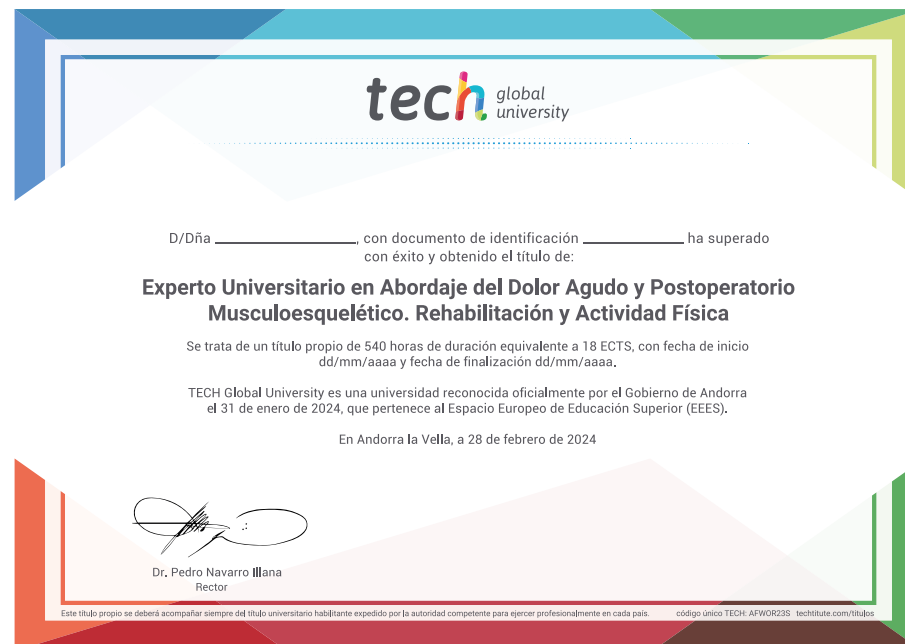 tech global
university
D/Dña ____________, con documento de identificación ____________ ha superado
con éxito y obtenido el título de:
Experto Universitario en Abordaje del Dolor Agudo y Postoperatorio
Musculoesquelético. Rehabilitación y Actividad Física
Se trata de un título propio de 540 horas de duración equivalente a 18 ECTS, con fecha de inicio
dd/mm/aaaa y fecha de finalización dd/mm/aaaa.
TECH Global University es una universidad reconocida oficialmente por el Gobierno de Andorra
el 31 de enero de 2024, que pertenece al Espacio Europeo de Educación Superior (EEES).
En Andorra la Vella, a 28 de febrero de 2024
Dr. Pedro Navarro Illana
Rector
Este título propio se deberá acompañar siempre del título universitario habilitante expedido por la autoridad competente para ejercer profesionalmente en cada país. código único TECH: AFWOR23S techtitute.com/titulos